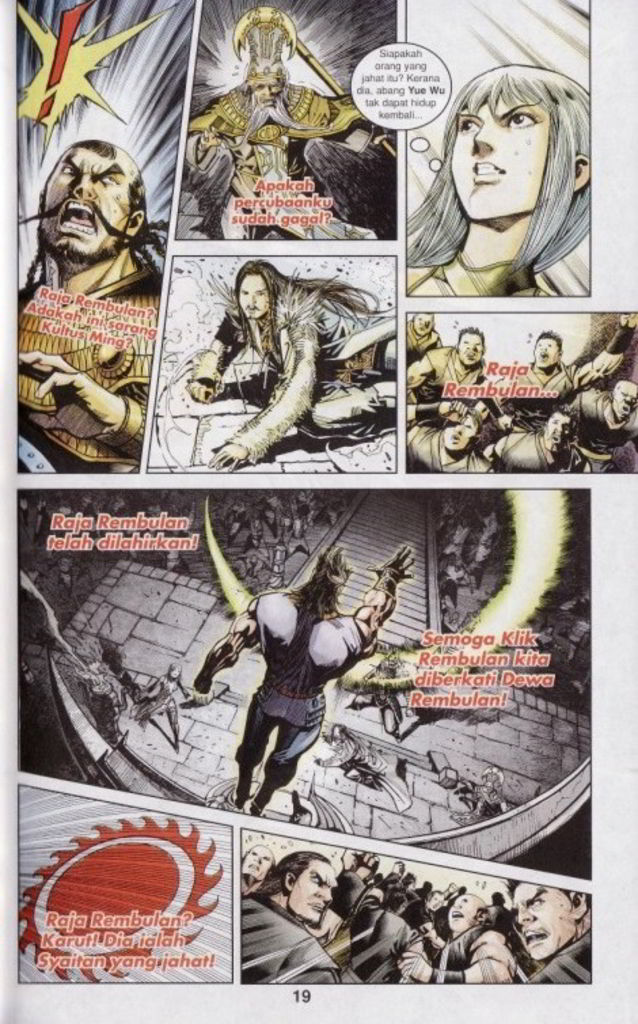 Raja Rembulan?
Adakah ini sarang
Kultus Ming?
Apakah
percubaanku
sudah gagal?
Siapakah
orang yang
jahat itu? Kerana
dia, abang Yue Wu
tak dapat hidup
kembali...
Raja
Rembulan...
Raja Rembulan
telah dilahirkan!
Semoga Klik
Rembulan kita
diberkati Dewa
Rembulan!
Raja Rembulan?
Karut! Dia ialah
Syaitan yang jahat!
19